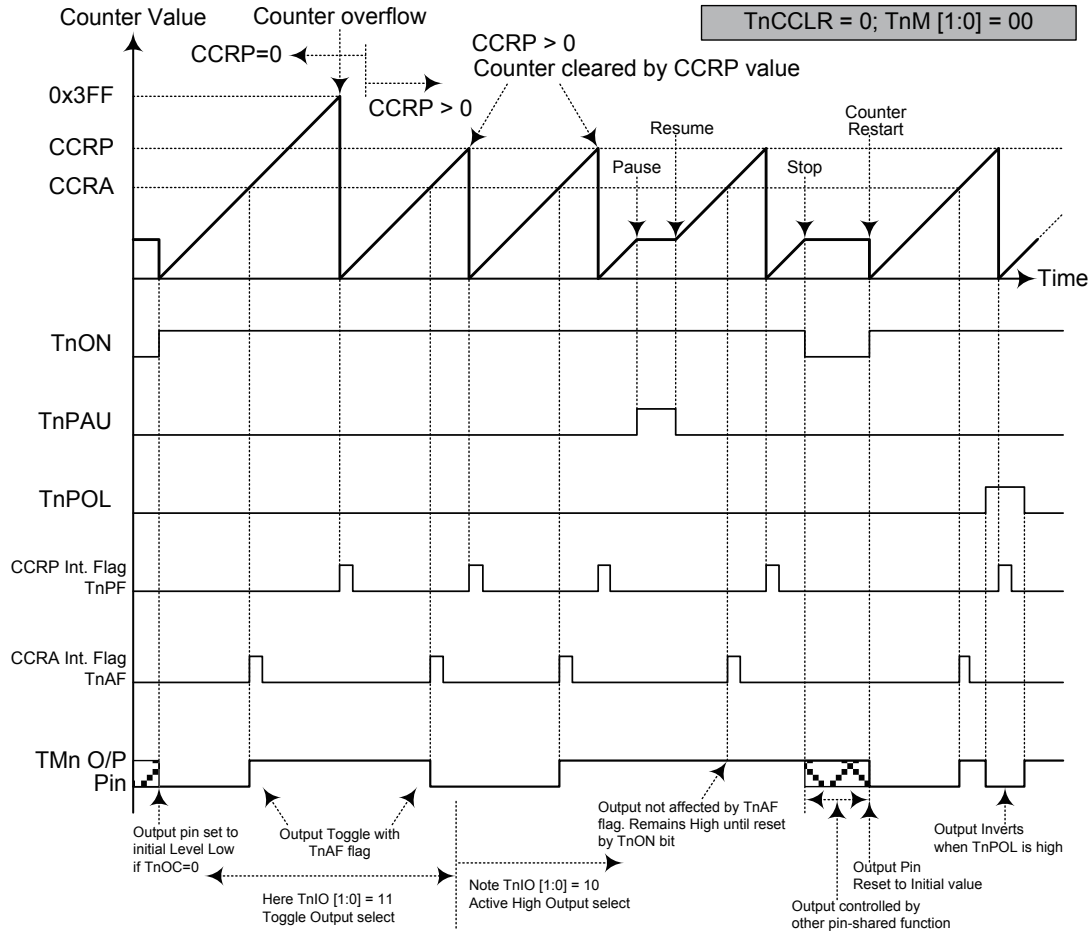 Counter Value
Counter overflow
TnCCLR = 0; TnM [1:0] = 00
CCRP=0
CCRP > 0
CCRP > 0
Counter cleared by CCRP value
0x3FF
CCRP
CCRA
Pause
Resume
Stop
Counter
Restart
Time
TnON
TnPAU
TnPOL
CCRP Int. Flag
TnPF
CCRA Int. Flag
TnAF
TMn O/P
Pin
Output pin set to
initial Level Low
if TnOC=0
Output Toggle with
TnAF flag
Here TnIO [1:0] = 11
Toggle Output select
Note TnIO [1:0] = 10
Active High Output select
Output not affected by TnAF
flag. Remains High until reset
by TnON bit
Output Pin
Reset to Initial value
Output controlled by
other pin-shared function
Output Inverts
when TnPOL is high